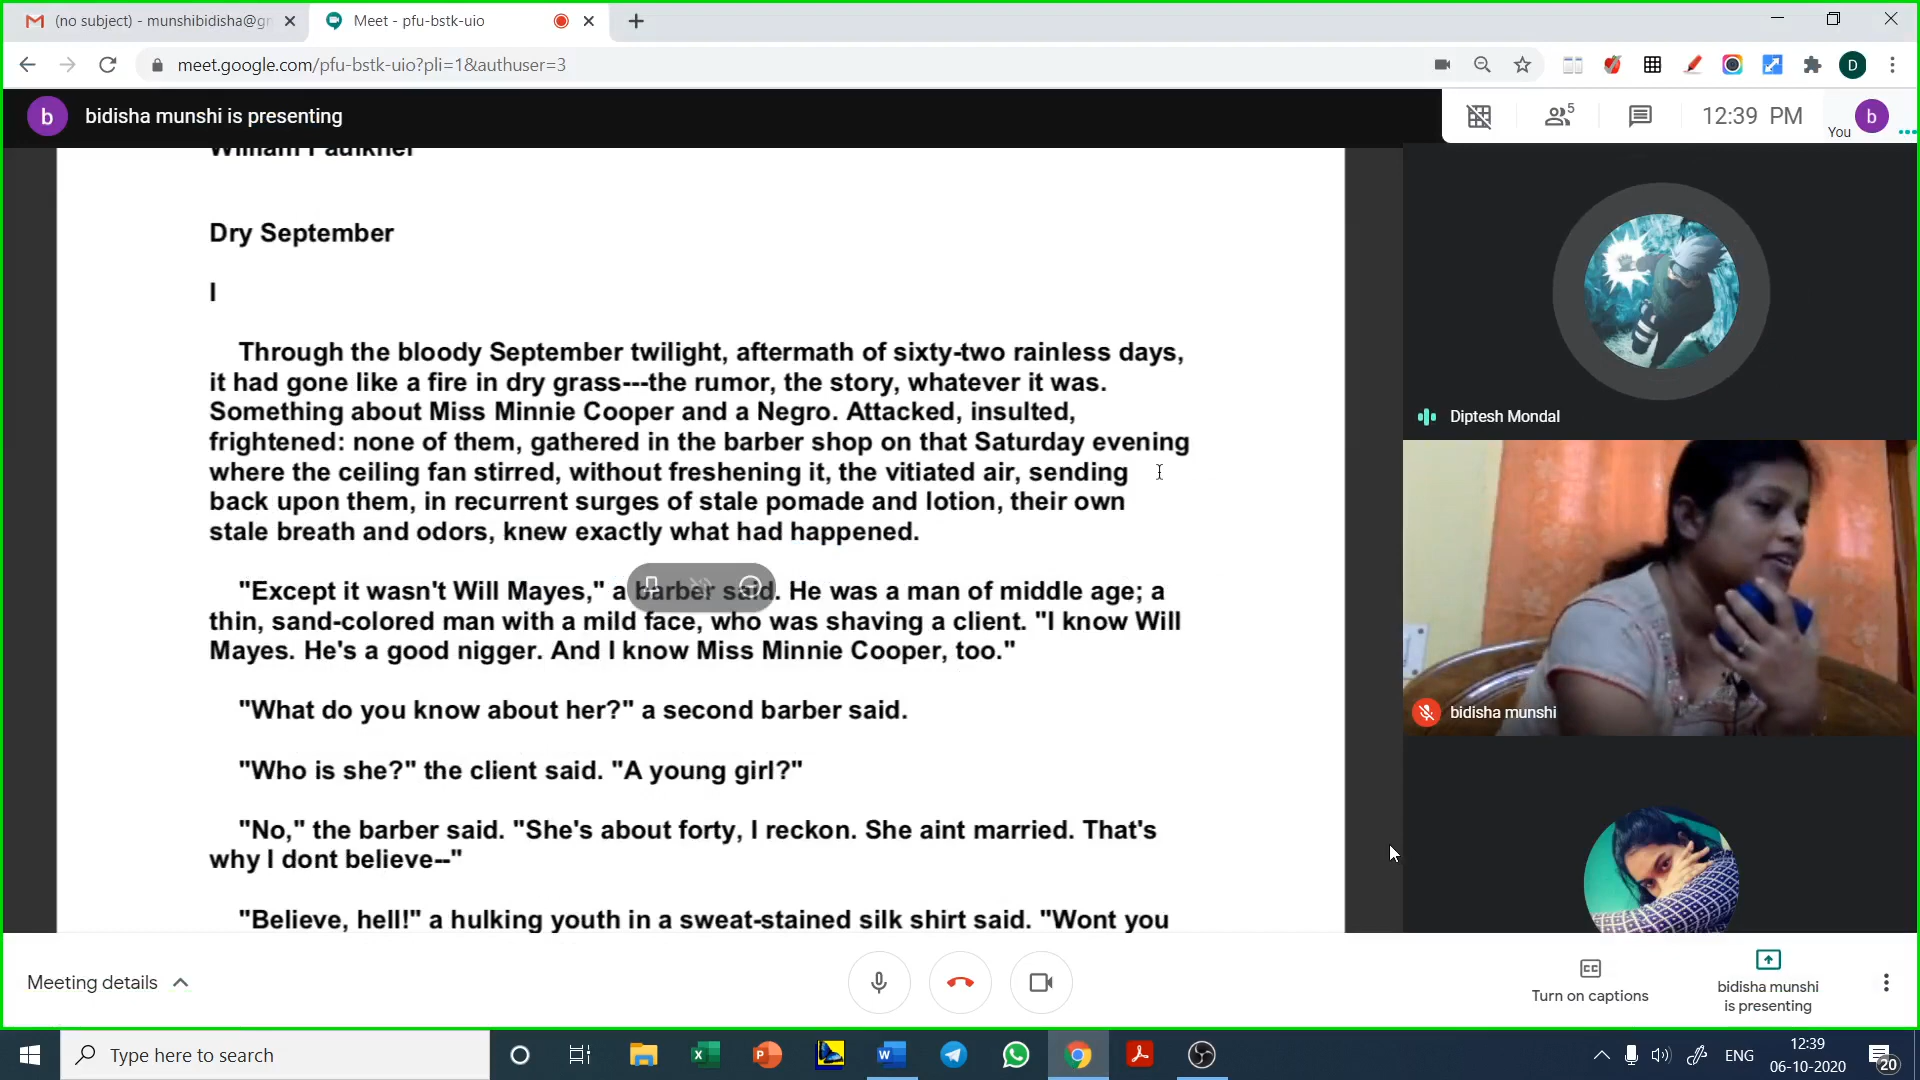 (no subject) - munshibidisha@gm
Meet - pfu-bstk-uio
meet.google.com/pfu-bstk-uio?pli=1&authuser=3
D
b
bidisha munshi is presenting
5
12:39 PM
You
b
William Faulkner
Dry September
I
Through the bloody September twilight, aftermath of sixty-two rainless days,
it had gone like a fire in dry grass---the rumor, the story, whatever it was.
Something about Miss Minnie Cooper and a Negro. Attacked, insulted,
frightened: none of them, gathered in the barber shop on that Saturday evening
where the ceiling fan stirred, without freshening it, the vitiated air, sending
back upon them, in recurrent surges of stale pomade and lotion, their own
stale breath and odors, knew exactly what had happened.
"Except it wasn't Will Mayes," a barber said. He was a man of middle age; a
thin, sand-colored man with a mild face, who was shaving a client. "I know Will
Mayes. He's a good nigger. And I know Miss Minnie Cooper, too."
"What do you know about her?" a second barber said.
"Who is she?" the client said. "A young girl?"
"No," the barber said. "She's about forty, I reckon. She aint married. That's
why I dont believe--"
"Believe, hell!" a hulking youth in a sweat-stained silk shirt said. "Wont you
Diptesh Mondal
bidisha munshi
Meeting details
CC
Turn on captions
bidisha munshi
is presenting
Type here to search
ENG
12:39
06-10-2020
20